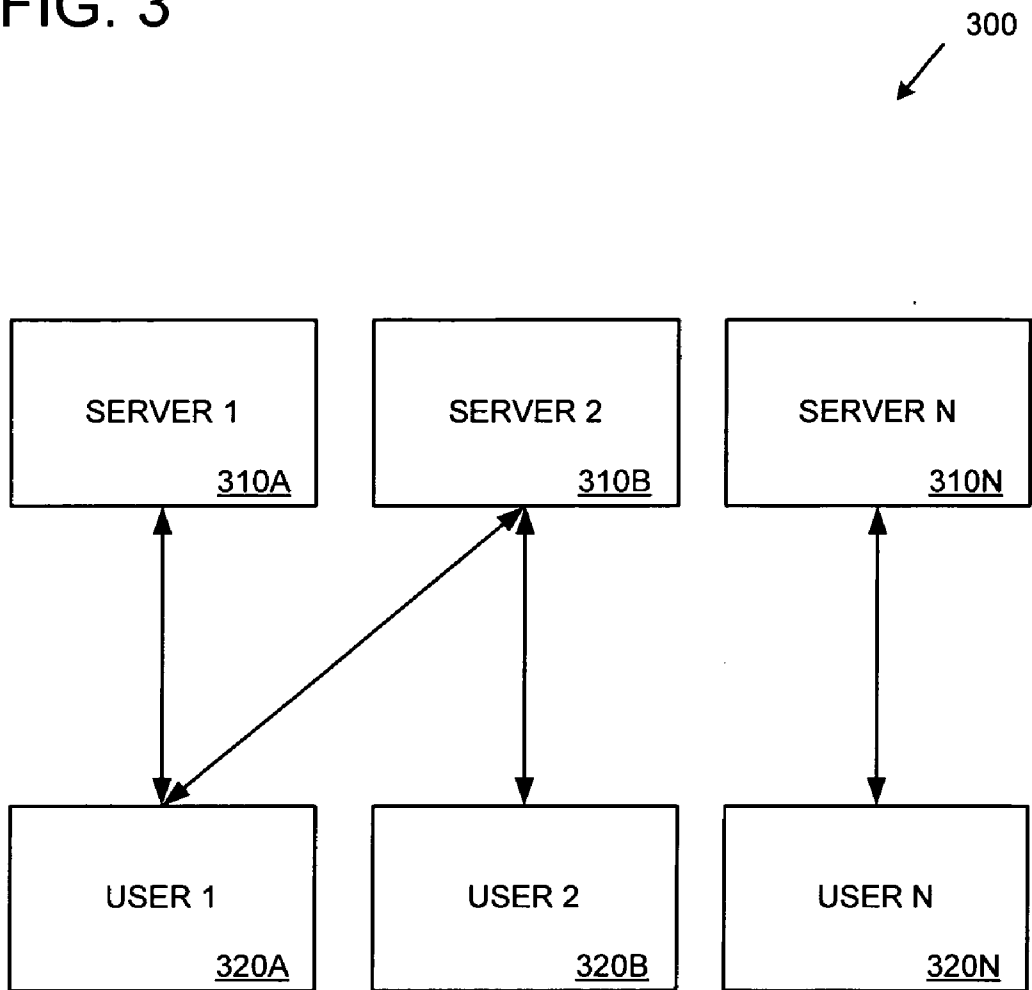 FIG. 3
300
SERVER 1
310A
SERVER 2
310B
SERVER N
310N
USER 1
320A
USER 2
320B
USER N
320N